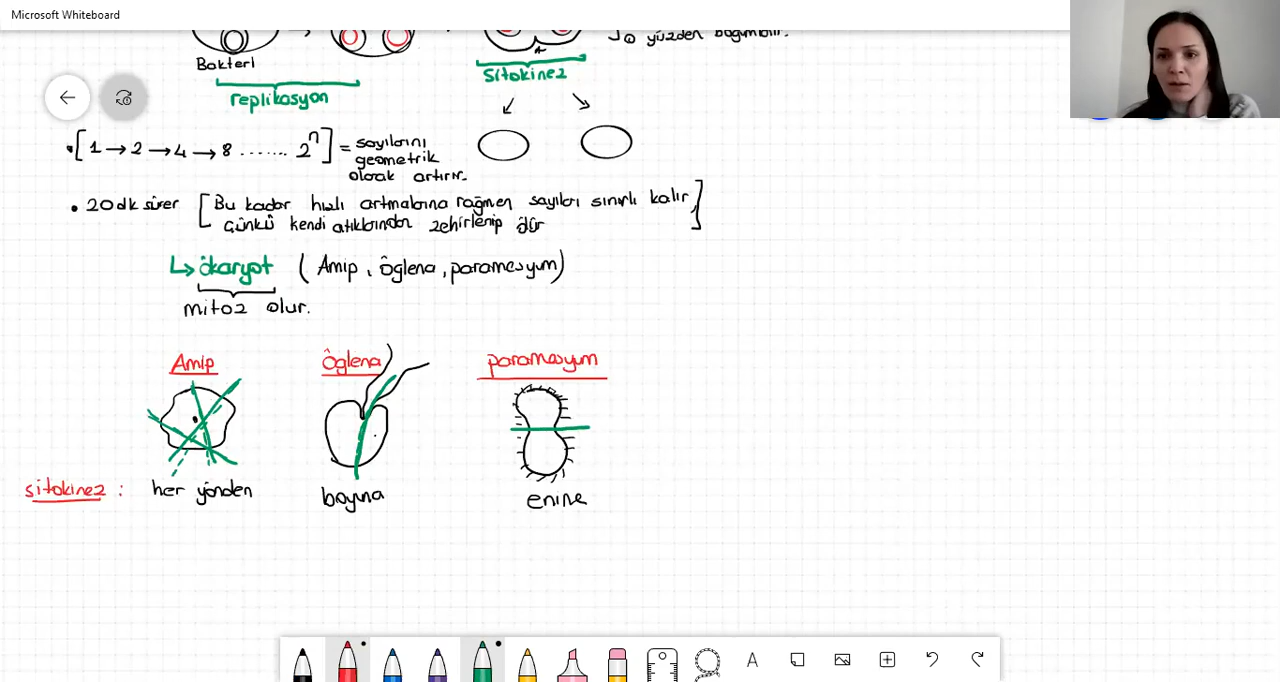 Microsoft Whiteboard
yüzden boğumludur.
Bakteri
Sitokinez
replikasyon
[1 → 2 → 4 → 8 ....... 2ⁿ] = sayılarını
geometrik
olarak artırır.
• 20 dk sürer [Bu kadar hızlı artmalarına rağmen sayıları sınırlı kalır,
Çünkü kendi atıklarından zehirlenip ölür]
↳ ökaryot (Amip, öglena, paramesyum)
mitoz olur.
Amip Öglena paramesyum
sitokinez : her yönden boyuna enine